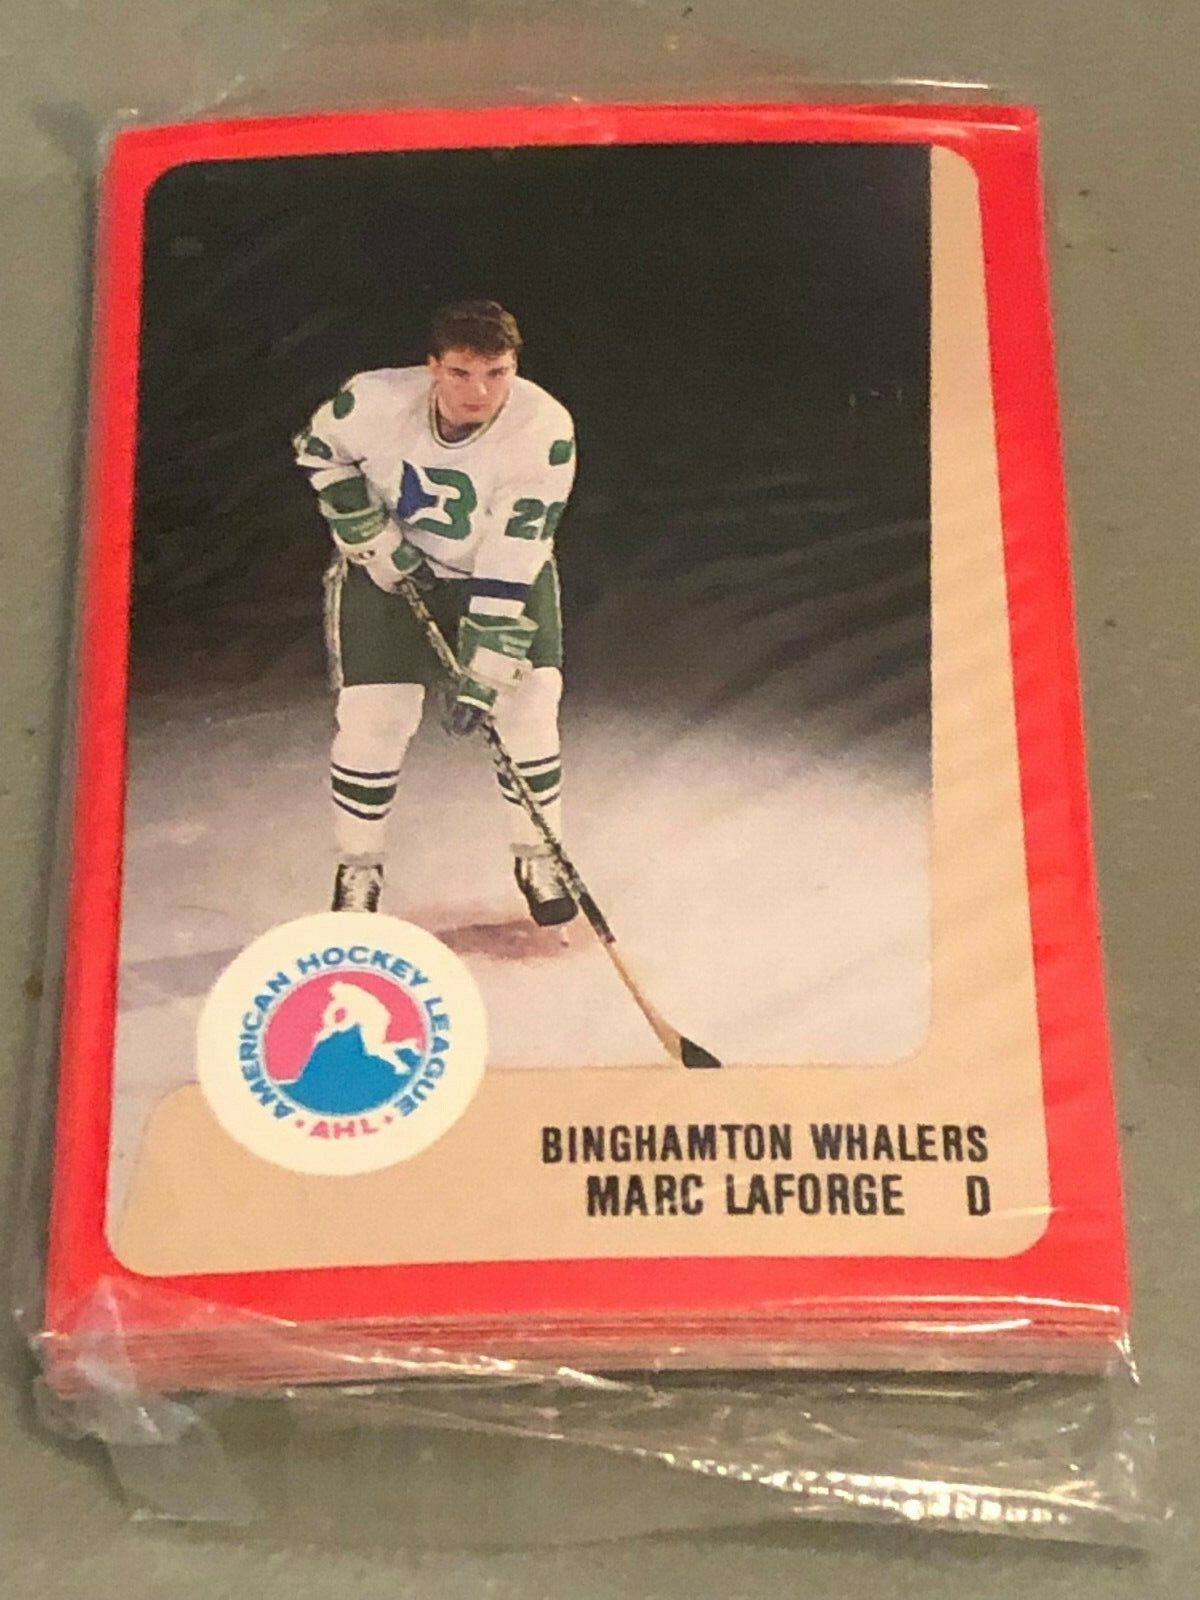 B
AMERICAN HOCKEY LEAGUE
• AHL •
BINGHAMTON WHALERS
MARC LAFORGE D